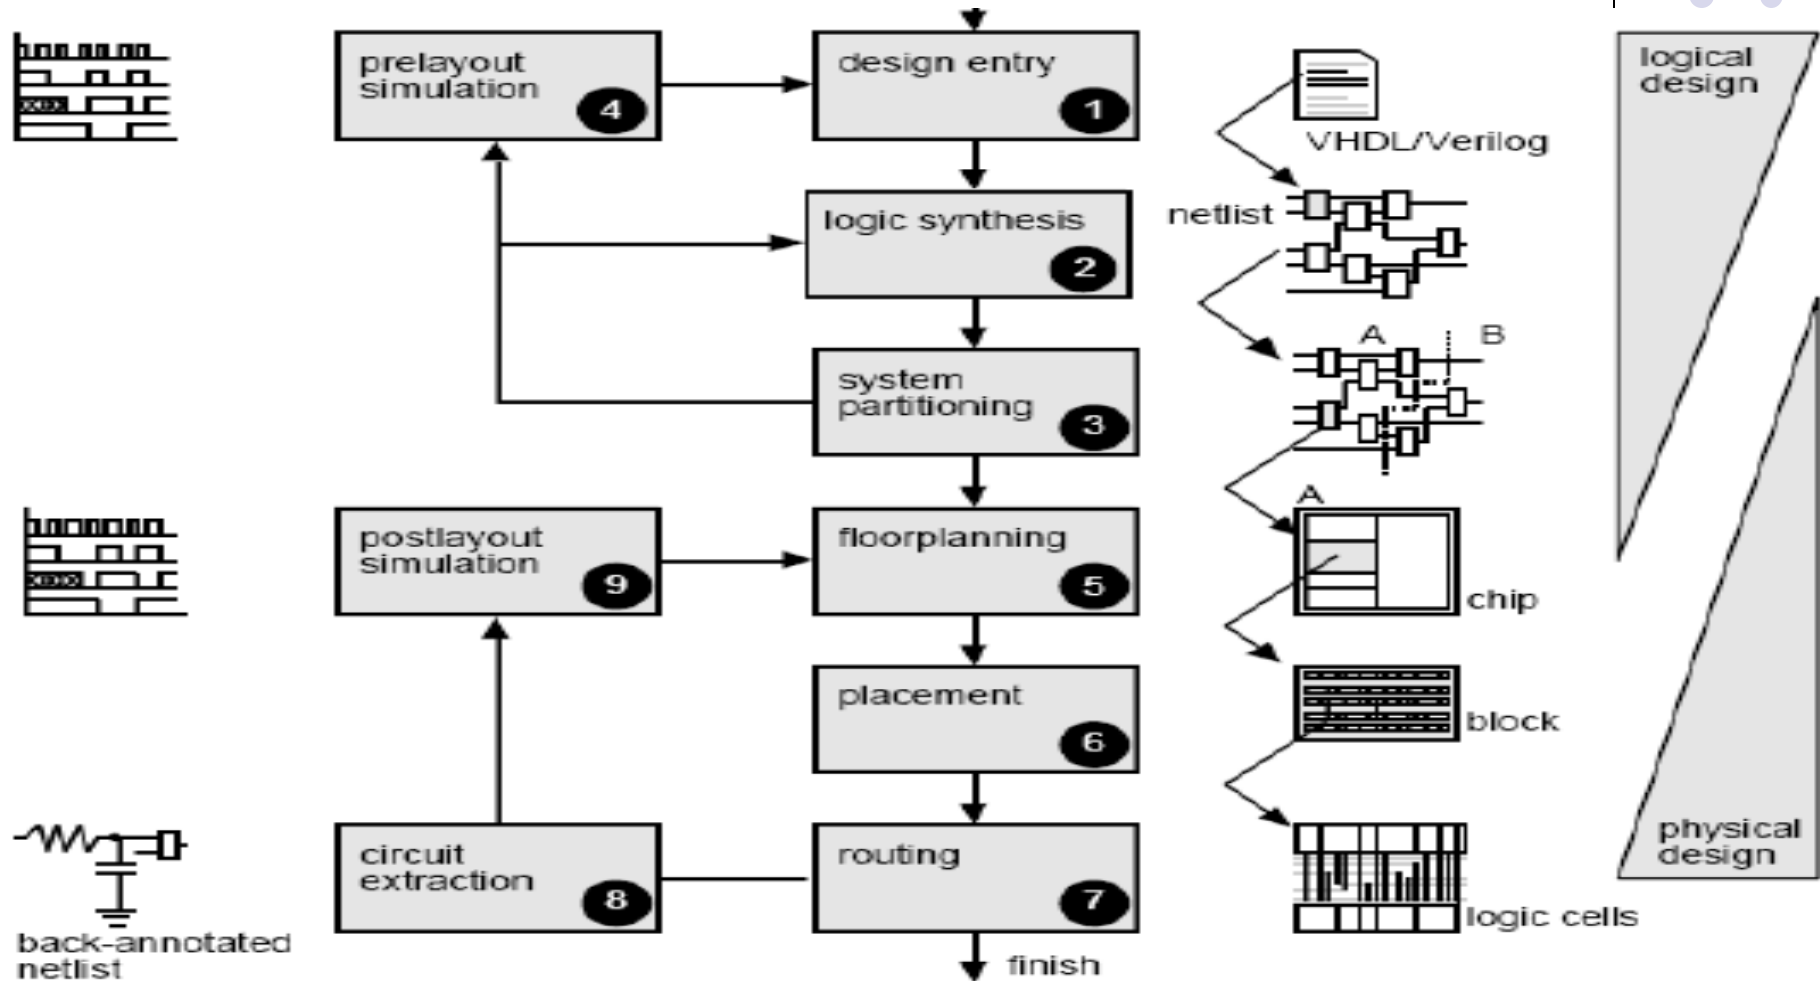 prelayout
simulation
4
design entry
1
VHDL/Verilog
logical
design
logic synthesis
2
netlist
system
partitioning
3
A
B
postlayout
simulation
9
floorplanning
5
A
chip
placement
6
block
circuit
extraction
8
routing
7
logic cells
physical
design
back-annotated
netlist
finish